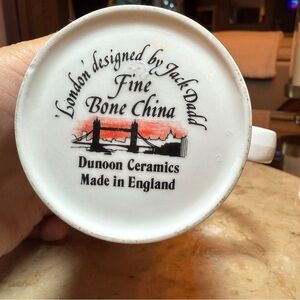 'London' designed by Jack Dadd
Fine
Bone China
Dunoon Ceramics
Made in England